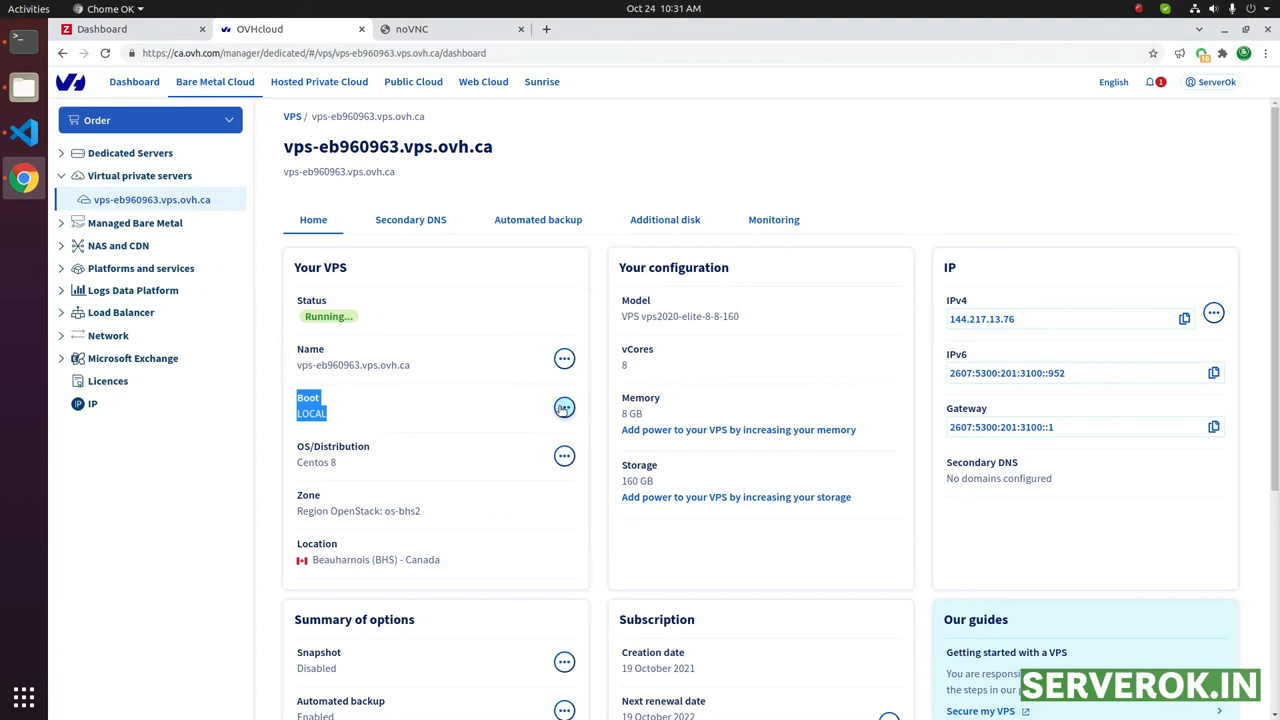 Activities
Google Chrome
Oct 24 10:31 AM
Dashboard
OVHcloud
noVNC
https://ca.ovh.com/manager/dedicated/#/vps/vps-eb960963.vps.ovh.ca/dashboard
Dashboard
Bare Metal Cloud
Hosted Private Cloud
Public Cloud
Web Cloud
Sunrise
English
1
ServerOk
Order
Dedicated Servers
Virtual private servers
vps-eb960963.vps.ovh.ca
Managed Bare Metal
NAS and CDN
Platforms and services
Logs Data Platform
Load Balancer
Network
Microsoft Exchange
Licences
IP
VPS / vps-eb960963.vps.ovh.ca
vps-eb960963.vps.ovh.ca
vps-eb960963.vps.ovh.ca
Home
Secondary DNS
Automated backup
Additional disk
Monitoring
Your VPS
Status
Running...
Name
vps-eb960963.vps.ovh.ca
Boot
LOCAL
OS/Distribution
Centos 8
Zone
Region OpenStack: os-bhs2
Location
Beauharnois (BHS) - Canada
Your configuration
Model
VPS vps2020-elite-8-8-160
vCores
8
Memory
8 GB
Add power to your VPS by increasing your memory
Storage
160 GB
Add power to your VPS by increasing your storage
IP
IPv4
144.217.13.76
IPv6
2607:5300:201:3100::952
Gateway
2607:5300:201:3100::1
Secondary DNS
No domains configured
Summary of options
Snapshot
Disabled
Automated backup
Enabled
Subscription
Creation date
19 October 2021
Next renewal date
19 October 2022
Our guides
Getting started with a VPS
You are responsi
the steps in our
Secure my VPS
SERVEROK.IN